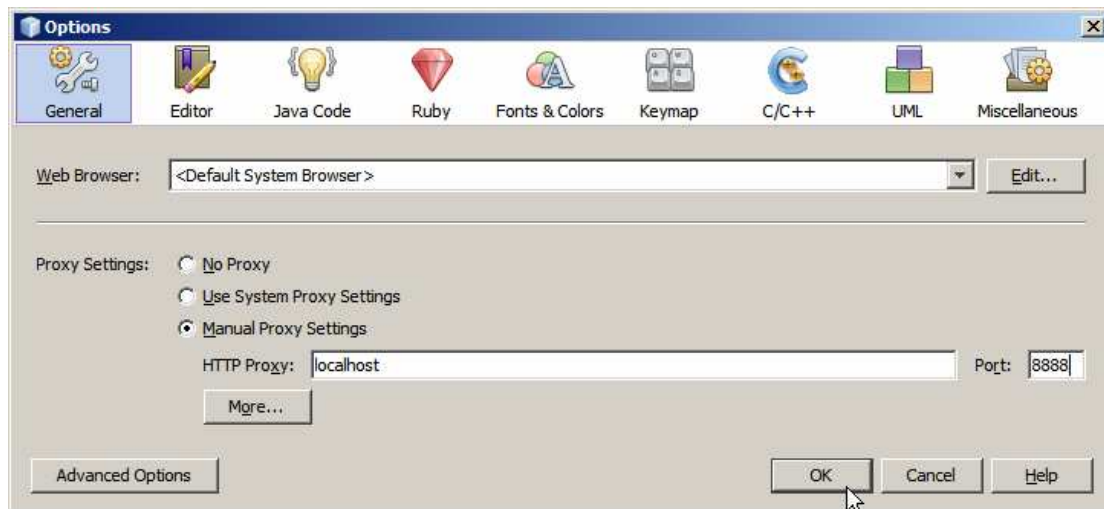 Options
General Editor Java Code Ruby Fonts & Colors Keymap C/C++ UML Miscellaneous
Web Browser: <Default System Browser> Edit...
Proxy Settings: No Proxy
Use System Proxy Settings
Manual Proxy Settings
HTTP Proxy: localhost Port: 8888
More...
Advanced Options OK Cancel Help